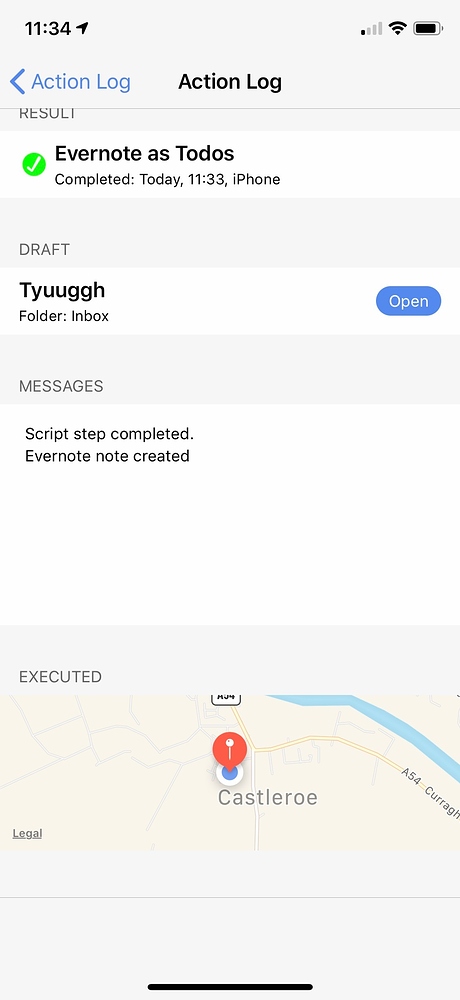 11:34
Action Log
Action Log
RESULT
Evernote as Todos
Completed: Today, 11:33, iPhone
DRAFT
Tyuuggh
Folder: Inbox
Open
MESSAGES
Script step completed.
Evernote note created
EXECUTED
A54
Castleroe
A54 Curragh
Legal